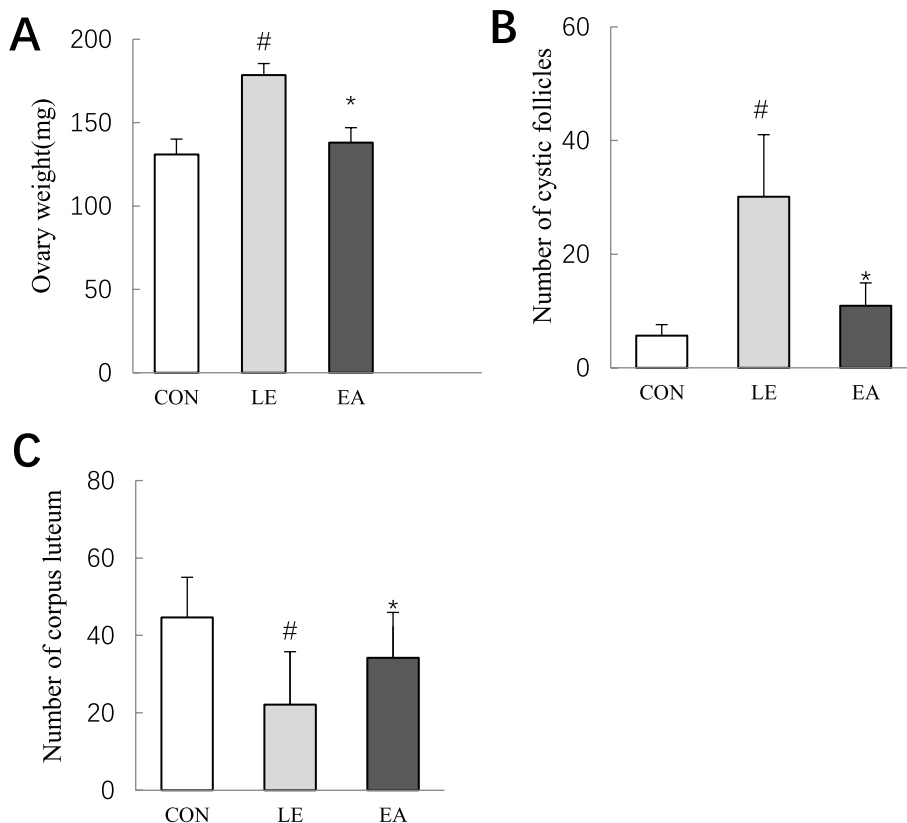 A
Ovary weight(mg)
200
150
100
50
0
#
*
CON LE EA
B
Number of cystic follicles
60
40
20
0
#
*
CON LE EA
C
Number of corpus luteum
80
60
40
20
0
#
*
CON LE EA